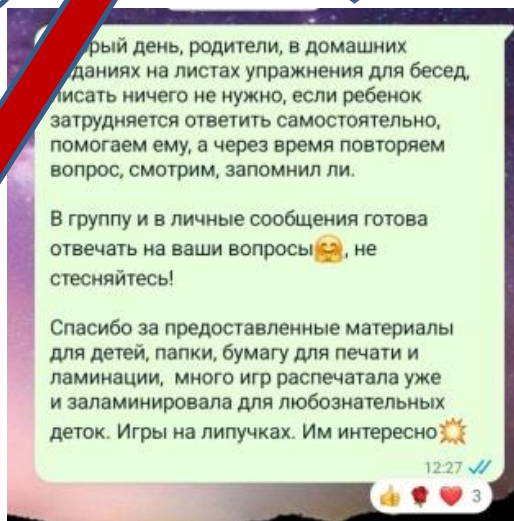 день, родители, в домашних
на листах упражнения для бесед,
писать ничего не нужно, если ребенок
затрудняется ответить самостоятельно,
помогаем ему, а через время повторяем
вопрос, смотрим, запомнил ли.
В группу и в личные сообщения готова
отвечать на ваши вопросы🤗, не
стесняйтесь!
Спасибо за предоставленные материалы
для детей, папки, бумагу для печати и
ламинации, много игр распечатала уже
и заламинировала для любознательных
деток. Игры на липучках. Им интересно💥
12:27
👍🌹❤️ 3